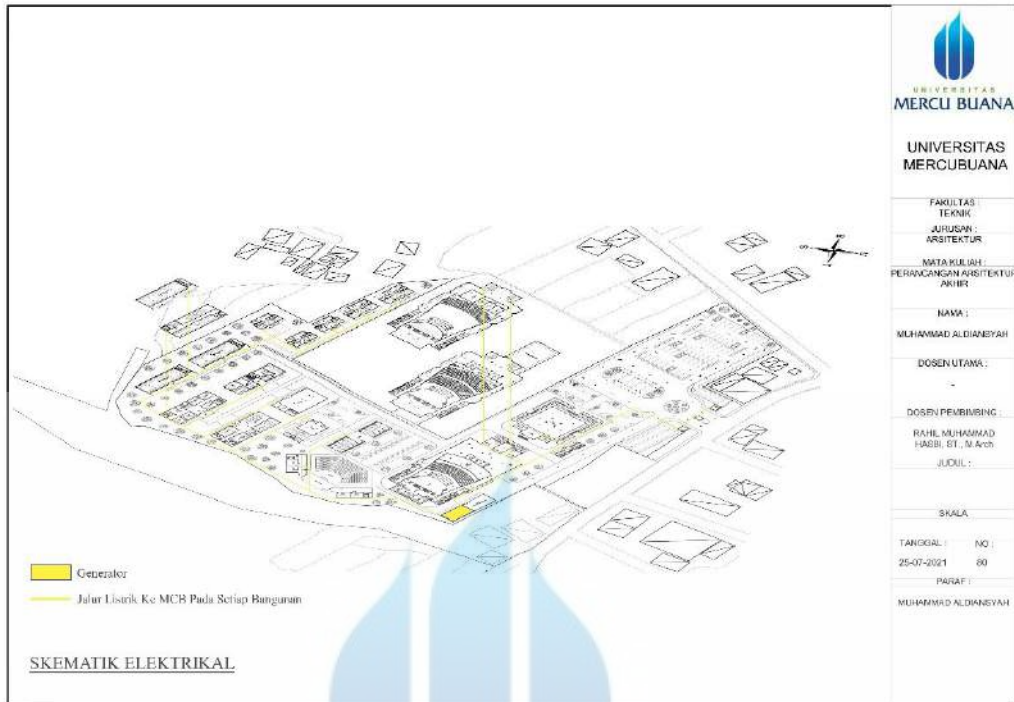 Generator
Jalur Listrik Ke MCB Pada Setiap Bangunan
SKEMATIK ELEKTRIKAL
UNIVERSITAS
MERCU BUANA
UNIVERSITAS
MERCUBUANA
FAKULTAS :
TEKNIK
JURUSAN :
ARSITEKTUR
MATA KULIAH :
PERANCANGAN ARSITEKTUR
AKHIR
NAMA :
MUHAMMAD ALDIANSYAH
DOSEN UTAMA :
-
DOSEN PEMBIMBING :
RAHIL MUHAMMAD
HASBI, ST., M.Arch
JUDUL :
SKALA
TANGGAL : NO :
25-07-2021 80
PARAF :
MUHAMMAD ALDIANSYAH